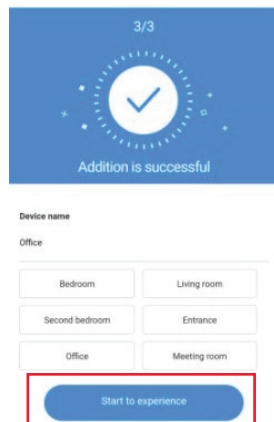 3/3
Addition is successful
Device name
Office
Bedroom Living room
Second bedroom Entrance
Office Meeting room
Start to experience